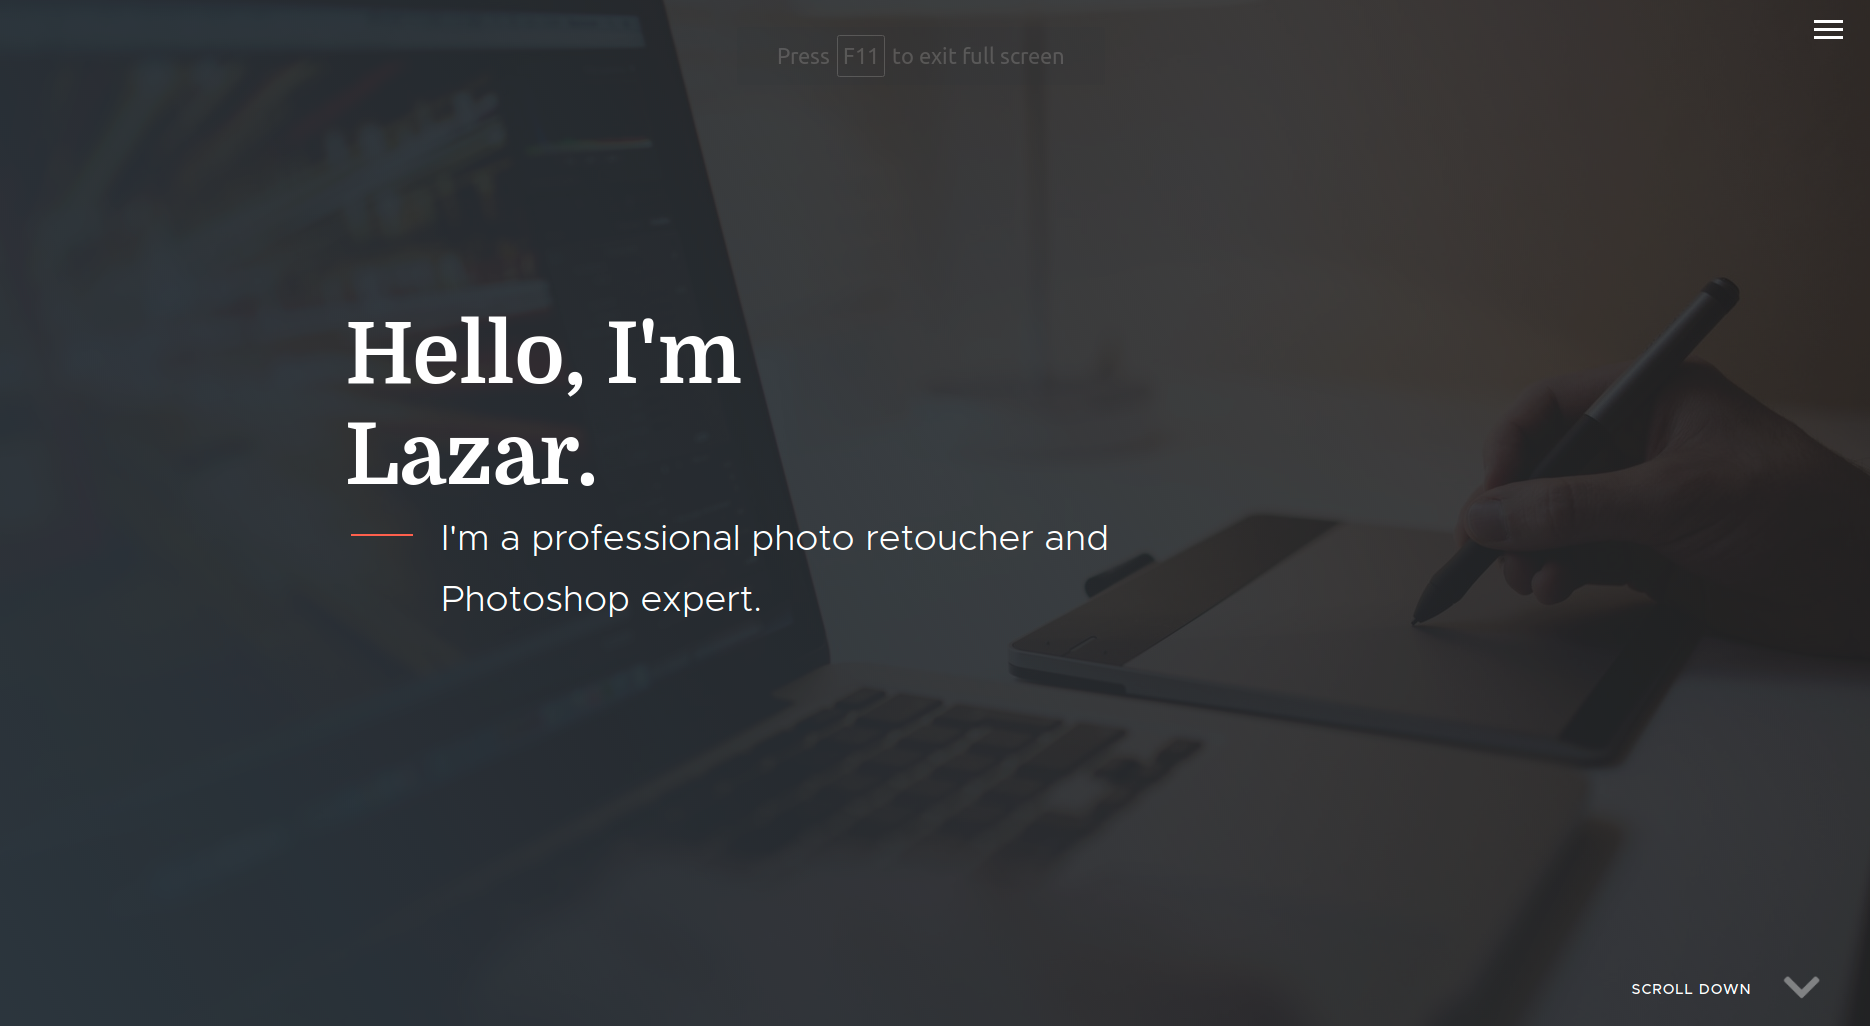 Press F11 to exit full screen
Hello, I'm
Lazar.
I'm a professional photo retoucher and
Photoshop expert.
SCROLL DOWN